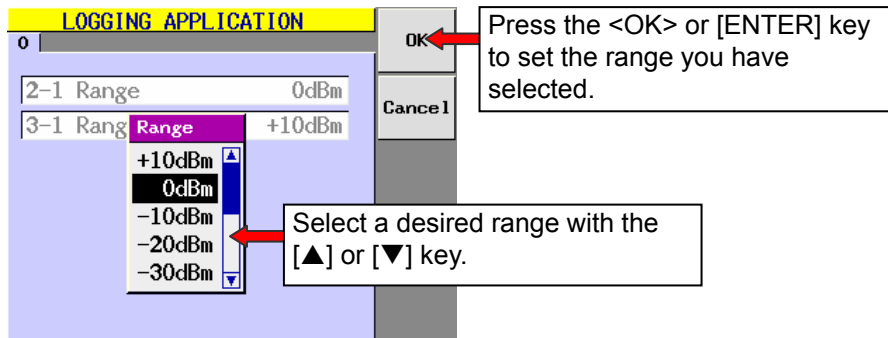 LOGGING APPLICATION
0
OK
Press the <OK> or [ENTER] key
to set the range you have
selected.
2-1 Range 0dBm
Cancel
3-1 Rang +10dBm
Range
+10dBm
0dBm
-10dBm
-20dBm
-30dBm
Select a desired range with the
[▲] or [▼] key.